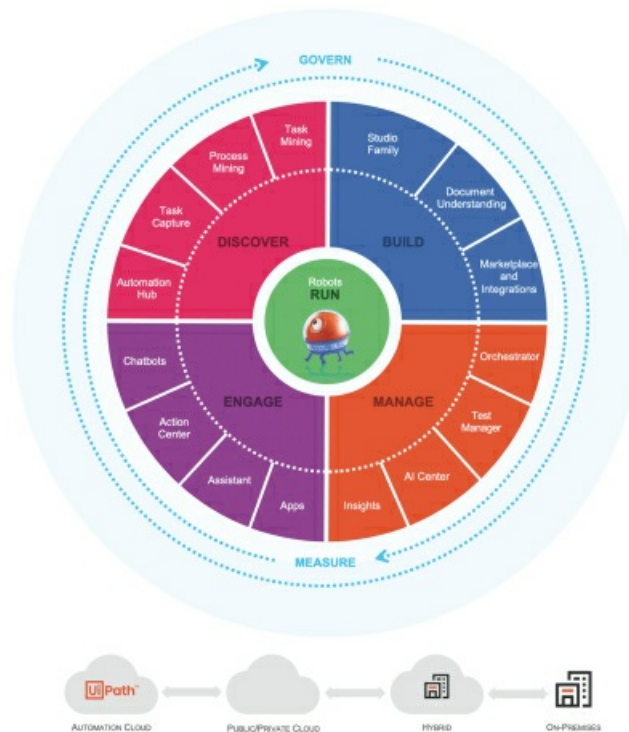 GOVERN
Task
Mining
Process
Mining
Task
Capture
Automation
Hub
DISCOVER
Studio
Family
Document
Understanding
Marketplace
and
Integrations
BUILD
Robots
RUN
Chatbots
Action
Center
Assistant
Apps
ENGAGE
MANAGE
Orchestrator
Test
Manager
AI Center
Insights
MEASURE
UiPath™
AUTOMATION CLOUD
PUBLIC/PRIVATE CLOUD
HYBRID
ON-PREMISES